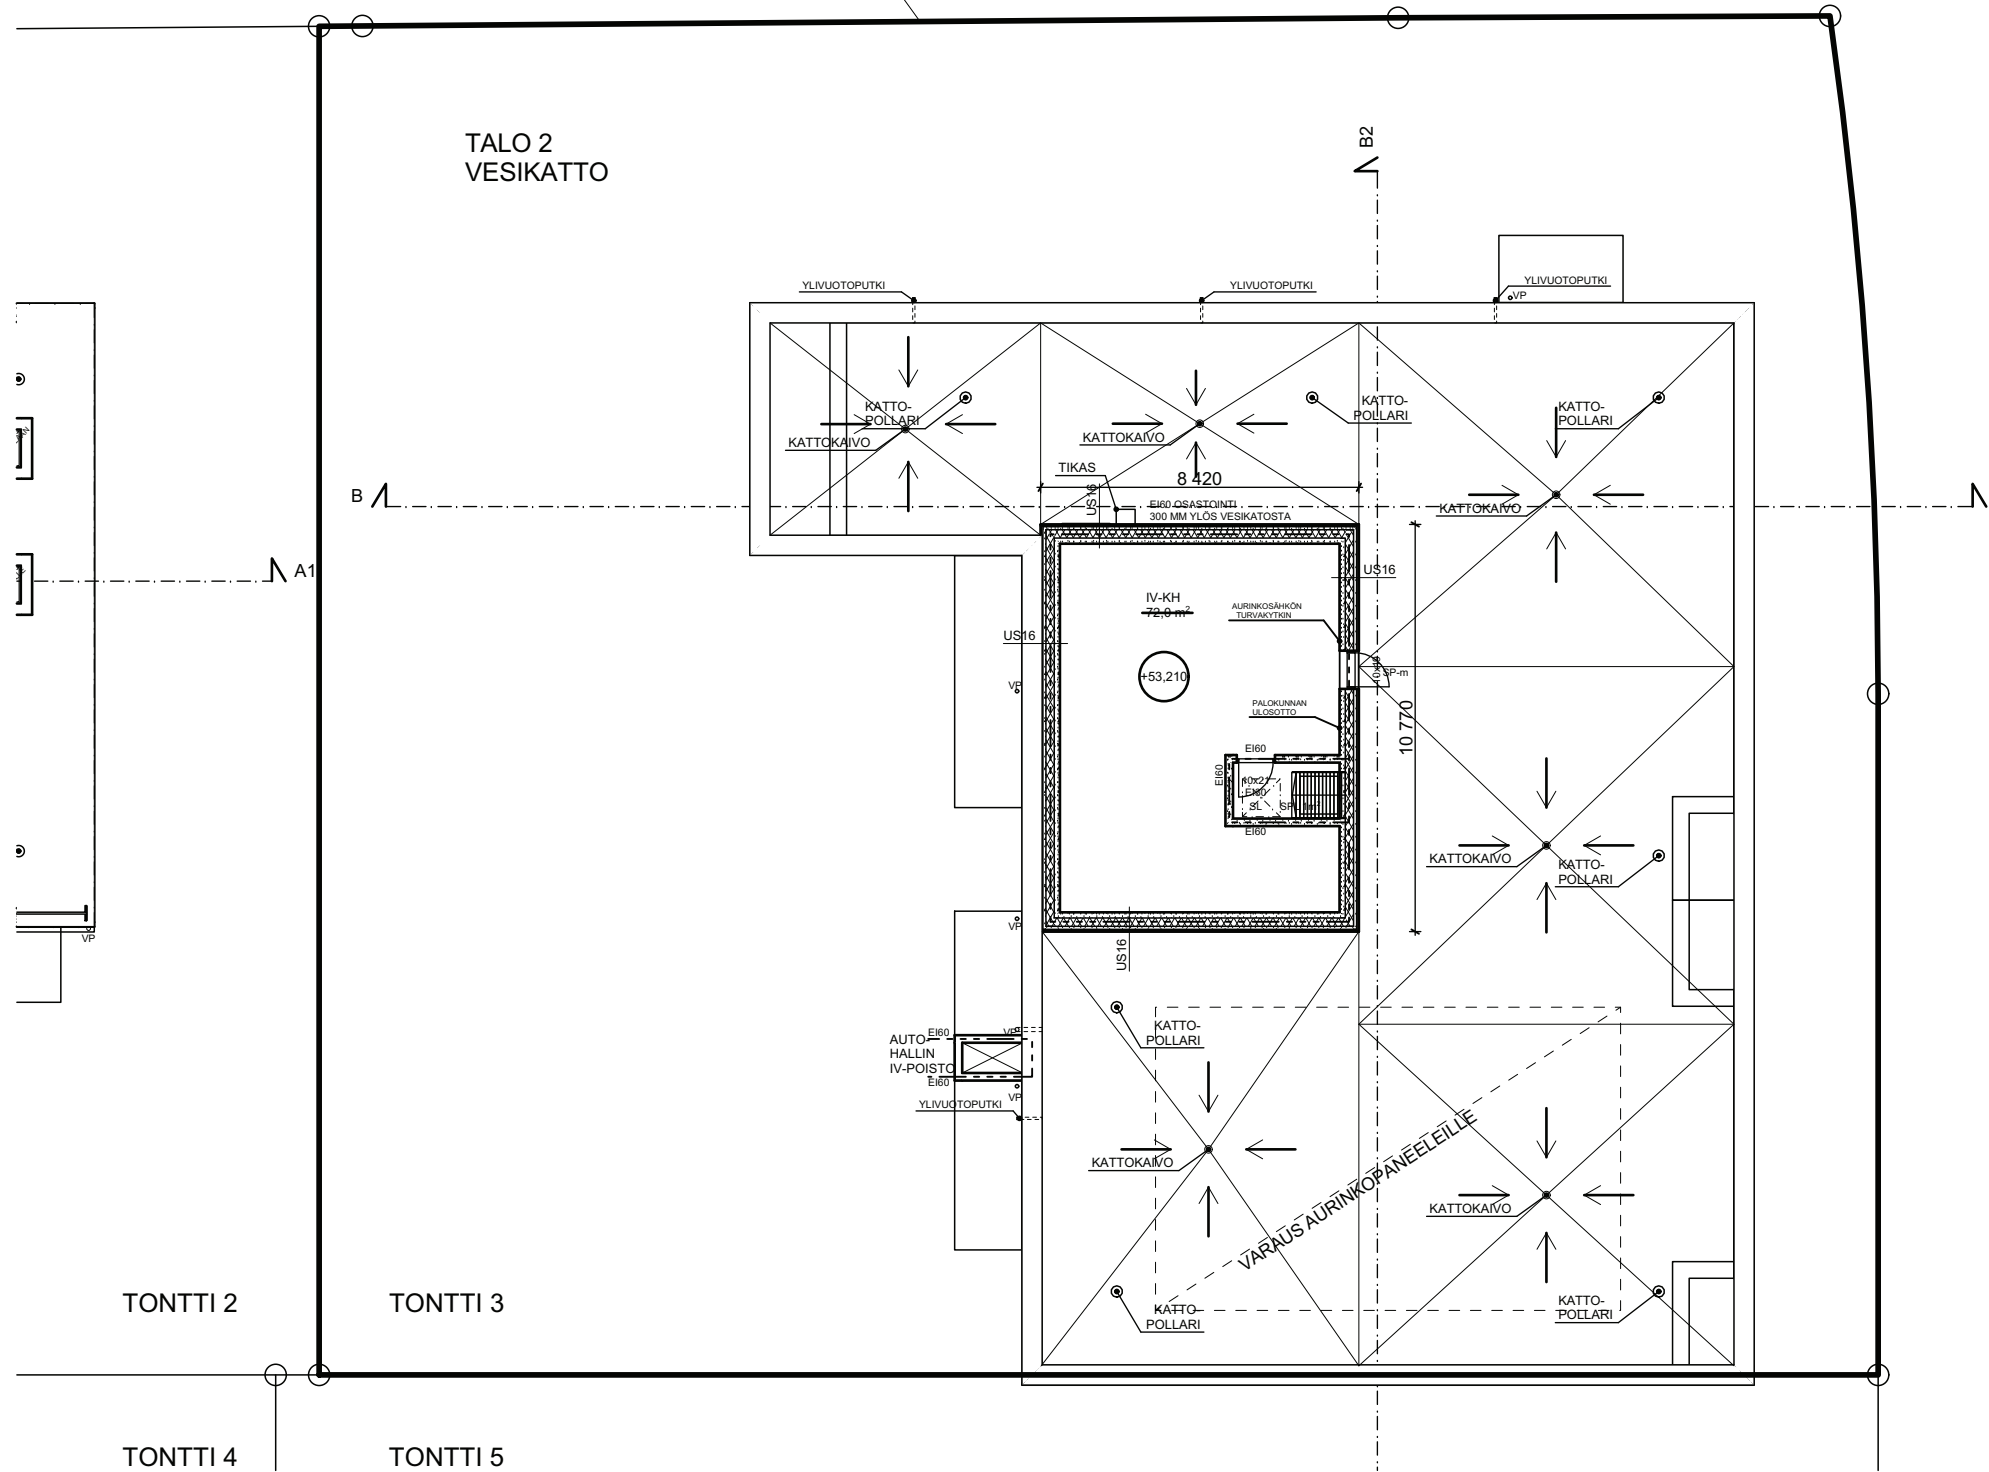 TALO 2
VESIKATTO
B2
YLIVUOTOPUTKI
YLIVUOTOPUTKI
YLIVUOTOPUTKI
VP
KATTO-
POLLARI
KATTOKAIVO
KATTOKAIVO
KATTO-
POLLARI
KATTO-
POLLARI
KATTOKAIVO
TIKAS
8 420
US16
EI60 OSASTOINTI
300 MM YLÖS VESIKATOSTA
B
A1
US16
IV-KH
72,0 m²
AURINKOSÄHKÖN
TURVAKYTKIN
US16
+53,210
SP-m
VP
PALOKUNNAN
ULOSOTTO
10 770
EI60
EI60
10x21
EI30
SL
EI60
KATTOKAIVO
KATTO-
POLLARI
VP
VP
US16
KATTO-
POLLARI
EI60
VP
AUTO-
HALLIN
IV-POISTO
EI60
VP
YLIVUOTOPUTKI
KATTOKAIVO
VARAUS AURINKOPANEELEILLE
KATTOKAIVO
KATTO-
POLLARI
KATTO-
POLLARI
TONTTI 2
TONTTI 3
TONTTI 4
TONTTI 5